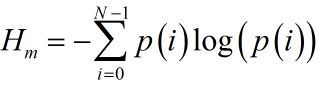 H_m = -\sum_{i=0}^{N-1} p(i) log(p(i))